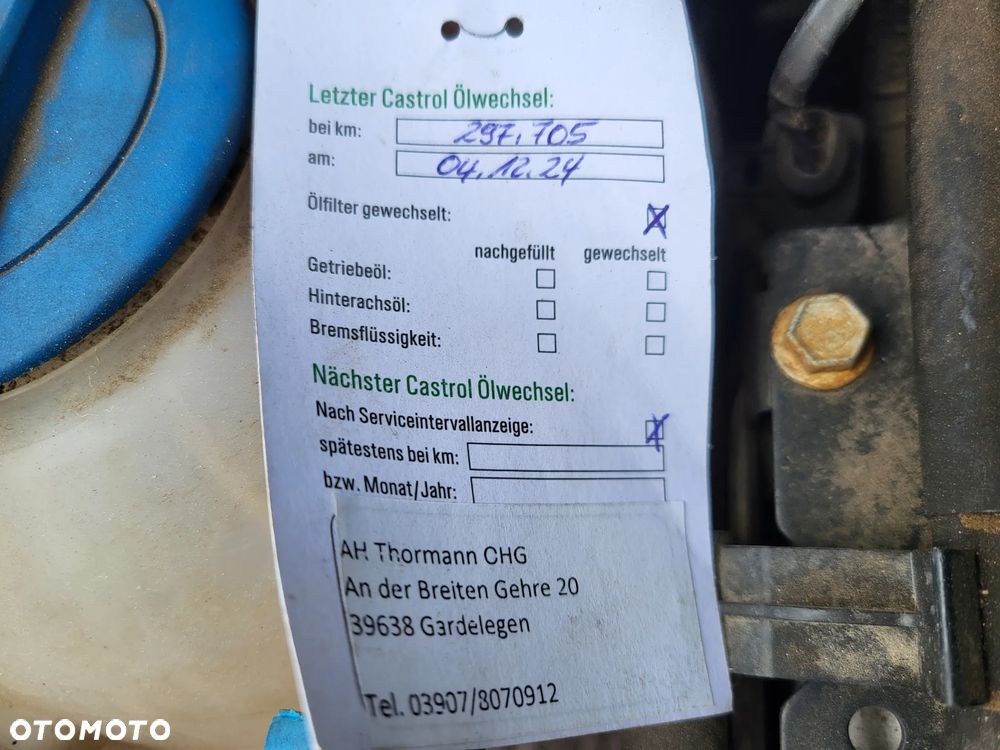 Letzter Castrol Ölwechsel:
bei km: 297.705
am: 04.12.24
Ölfilter gewechselt:
nachgefüllt gewechselt
Getriebeöl:
Hinterachsöl:
Bremsflüssigkeit:
Nächster Castrol Ölwechsel:
Nach Serviceintervallanzeige:
spätestens bei km:
bzw. Monat/Jahr:
AH Thormann CHG
An der Breiten Gehre 20
39638 Gardelegen
Tel. 03907/8070912
OTOMOTO